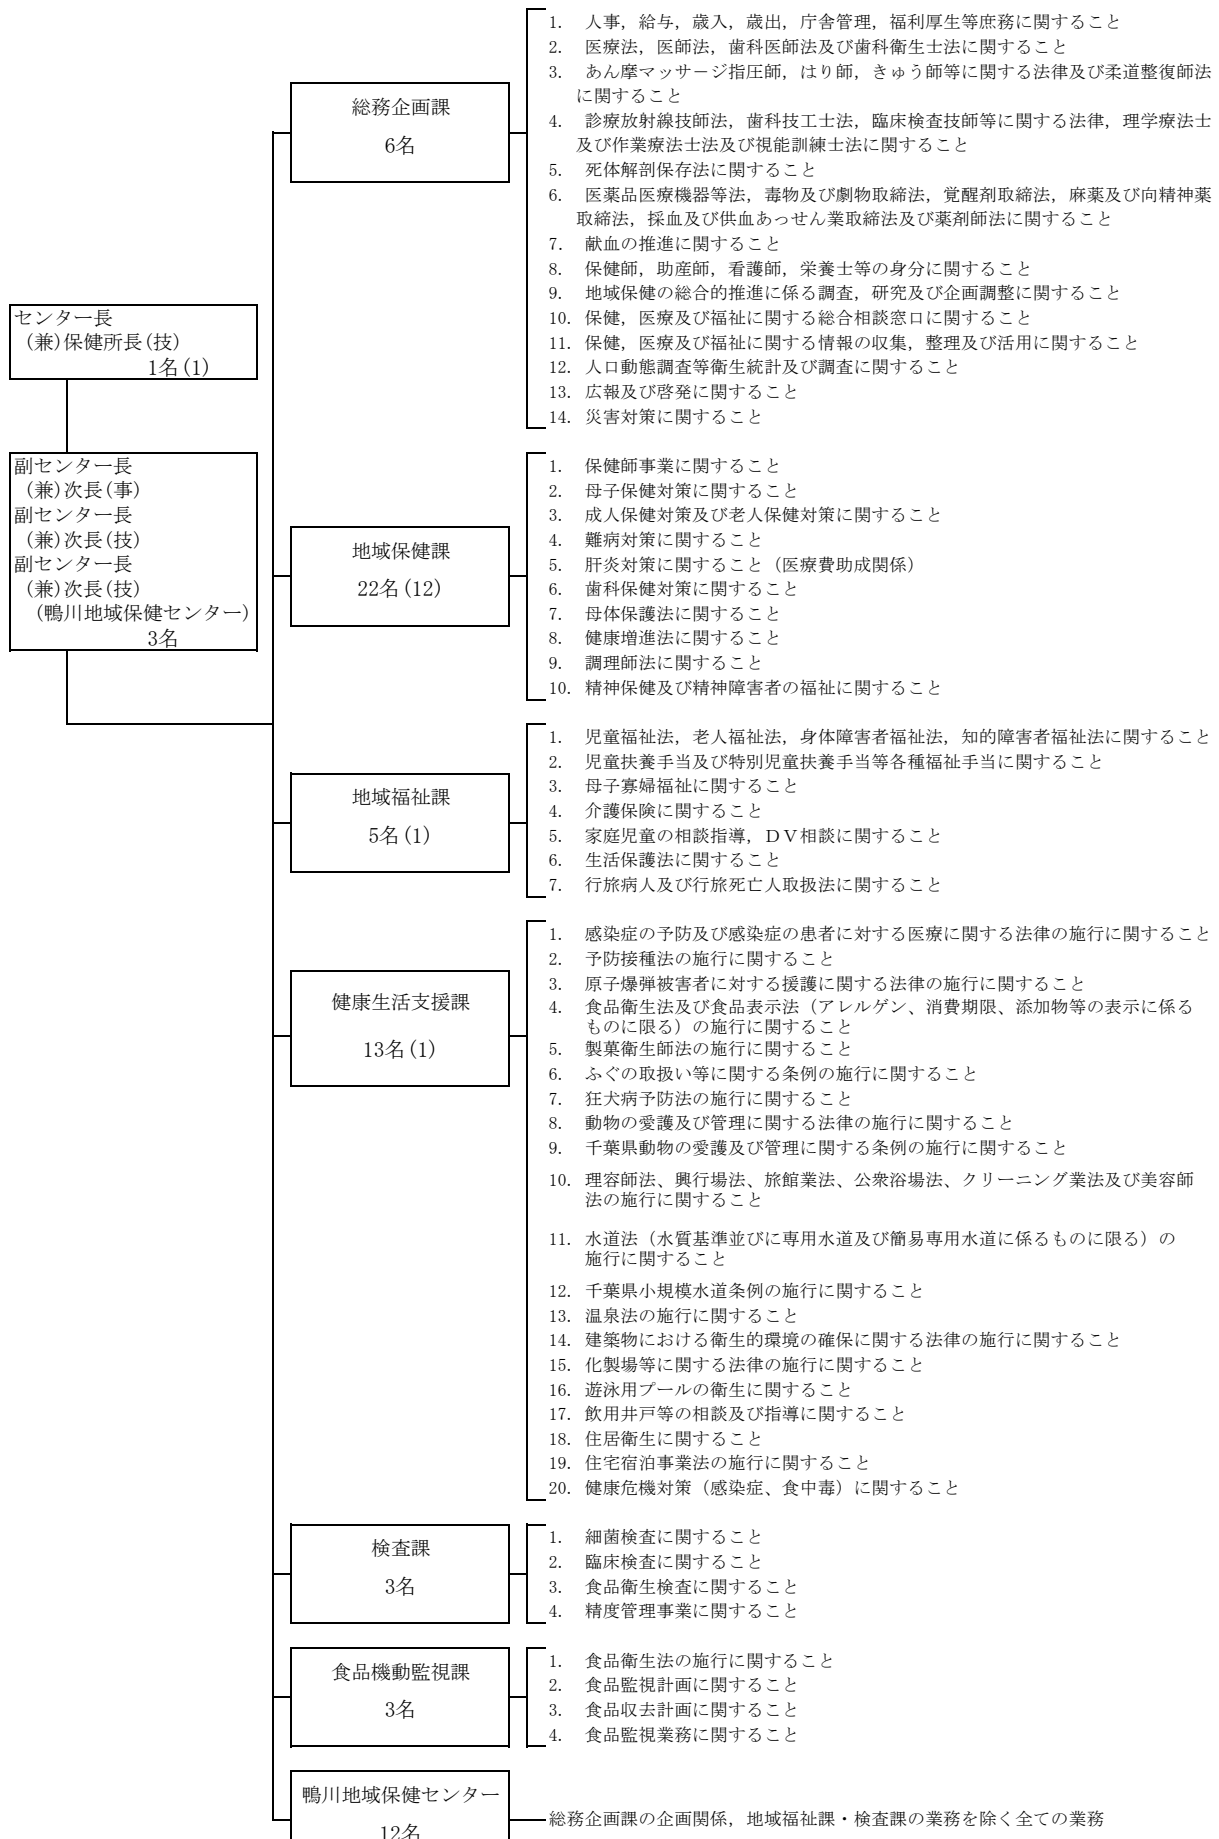 センター長
(兼)保健所長(技)
1名(1)
副センター長
(兼)次長(事)
副センター長
(兼)次長(技)
副センター長
(兼)次長(技)
(鴨川地域保健センター)
3名
総務企画課
6名
1. 人事，給与，歳入，歳出，庁舎管理，福利厚生等庶務に関すること
2. 医療法，医師法，歯科医師法及び歯科衛生士法に関すること
3. あん摩マッサージ指圧師，はり師，きゅう師等に関する法律及び柔道整復師法
に関すること
4. 診療放射線技師法，歯科技工士法，臨床検査技師等に関する法律，理学療法士
及び作業療法士法及び視能訓練士法に関すること
5. 死体解剖保存法に関すること
6. 医薬品医療機器等法，毒物及び劇物取締法，覚醒剤取締法，麻薬及び向精神薬
取締法，採血及び供血あっせん業取締法及び薬剤師法に関すること
7. 献血の推進に関すること
8. 保健師，助産師，看護師，栄養士等の身分に関すること
9. 地域保健の総合的推進に係る調査，研究及び企画調整に関すること
10. 保健，医療及び福祉に関する総合相談窓口に関すること
11. 保健，医療及び福祉に関する情報の収集，整理及び活用に関すること
12. 人口動態調査等衛生統計及び調査に関すること
13. 広報及び啓発に関すること
14. 災害対策に関すること
地域保健課
22名(12)
1. 保健師事業に関すること
2. 母子保健対策に関すること
3. 成人保健対策及び老人保健対策に関すること
4. 難病対策に関すること
5. 肝炎対策に関すること（医療費助成関係）
6. 歯科保健対策に関すること
7. 母体保護法に関すること
8. 健康増進法に関すること
9. 調理師法に関すること
10. 精神保健及び精神障害者の福祉に関すること
地域福祉課
5名(1)
1. 児童福祉法，老人福祉法，身体障害者福祉法，知的障害者福祉法に関すること
2. 児童扶養手当及び特別児童扶養手当等各種福祉手当に関すること
3. 母子寡婦福祉に関すること
4. 介護保険に関すること
5. 家庭児童の相談指導，ＤＶ相談に関すること
6. 生活保護法に関すること
7. 行旅病人及び行旅死亡人取扱法に関すること
健康生活支援課
13名(1)
1. 感染症の予防及び感染症の患者に対する医療に関する法律の施行に関すること
2. 予防接種法の施行に関すること
3. 原子爆弾被害者に対する援護に関する法律の施行に関すること
4. 食品衛生法及び食品表示法（アレルゲン、消費期限、添加物等の表示に係る
ものに限る）の施行に関すること
5. 製菓衛生師法の施行に関すること
6. ふぐの取扱い等に関する条例の施行に関すること
7. 狂犬病予防法の施行に関すること
8. 動物の愛護及び管理に関する法律の施行に関すること
9. 千葉県動物の愛護及び管理に関する条例の施行に関すること
10. 理容師法、興行場法、旅館業法、公衆浴場法、クリーニング業法及び美容師
法の施行に関すること
11. 水道法（水質基準並びに専用水道及び簡易専用水道に係るものに限る）の
施行に関すること
12. 千葉県小規模水道条例の施行に関すること
13. 温泉法の施行に関すること
14. 建築物における衛生的環境の確保に関する法律の施行に関すること
15. 化製場等に関する法律の施行に関すること
16. 遊泳用プールの衛生に関すること
17. 飲用井戸等の相談及び指導に関すること
18. 住居衛生に関すること
19. 住宅宿泊事業法の施行に関すること
20. 健康危機対策（感染症、食中毒）に関すること
検査課
3名
1. 細菌検査に関すること
2. 臨床検査に関すること
3. 食品衛生検査に関すること
4. 精度管理事業に関すること
食品機動監視課
3名
1. 食品衛生法の施行に関すること
2. 食品監視計画に関すること
3. 食品収去計画に関すること
4. 食品監視業務に関すること
鴨川地域保健センター
12名
総務企画課の企画関係，地域福祉課・検査課の業務を除く全ての業務